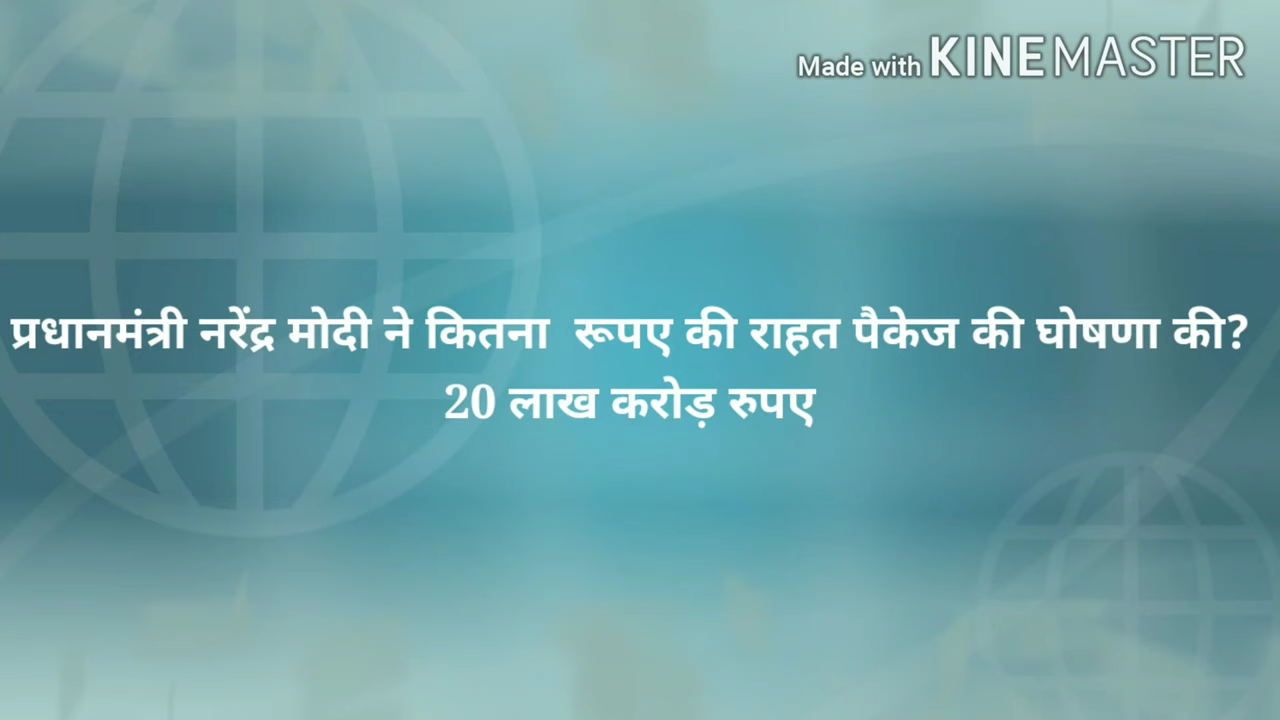 Made with KINEMASTER
प्रधानमंत्री नरेंद्र मोदी ने कितना रूपए की राहत पैकेज की घोषणा की?
20 लाख करोड़ रुपए